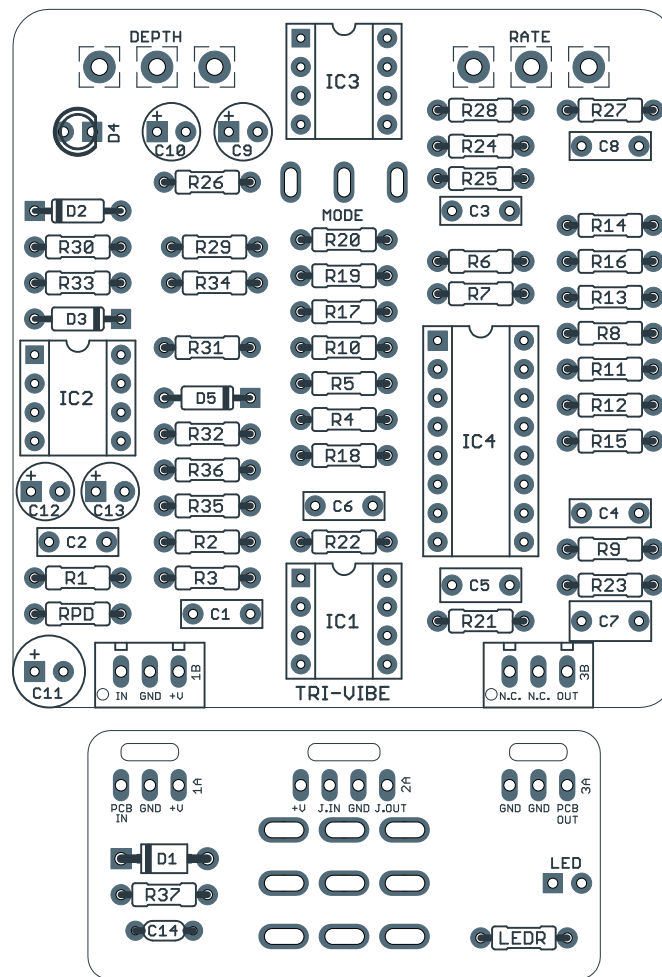 DEPTH
RATE
IC3
D4
+
C10
+
C9
R28
R27
R24
C8
R25
R26
D2
MODE
C3
R20
R14
R30
R29
R6
R16
R19
R33
R34
R7
R13
R17
D3
R8
R31
R10
R11
IC2
D5
R5
R12
R32
R4
IC4
R15
R36
R18
+
C12
+
C13
R35
C6
C4
C2
R2
R22
R9
R1
R3
C5
R23
RPD
C1
IC1
R21
C7
+
C11
IN GND +V
1B
TRI-VIBE
N.C. N.C. OUT
3B
PCB IN GND +V
1A
+V J.IN GND J.OUT
2A
GND GND PCB OUT
3A
D1
LED
R37
C14
LEDR